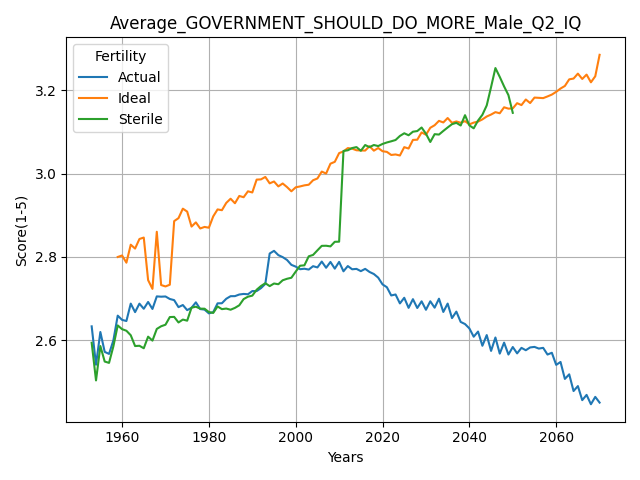 Average_GOVERNMENT_SHOULD_DO_MORE_Male_Q2_IQ
Fertility
Actual
Ideal
Sterile
Score(1-5)
3.2
3.0
2.8
2.6
1960 1980 2000 2020 2040 2060
Years